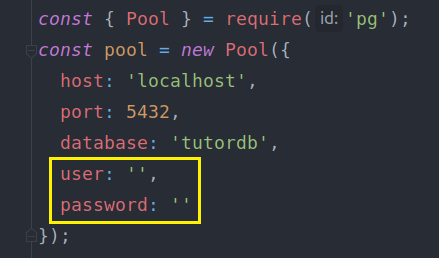 const { Pool } = require( id: 'pg');
const pool = new Pool({
host: 'localhost',
port: 5432,
database: 'tutordb',
user: '',
password: ''
});